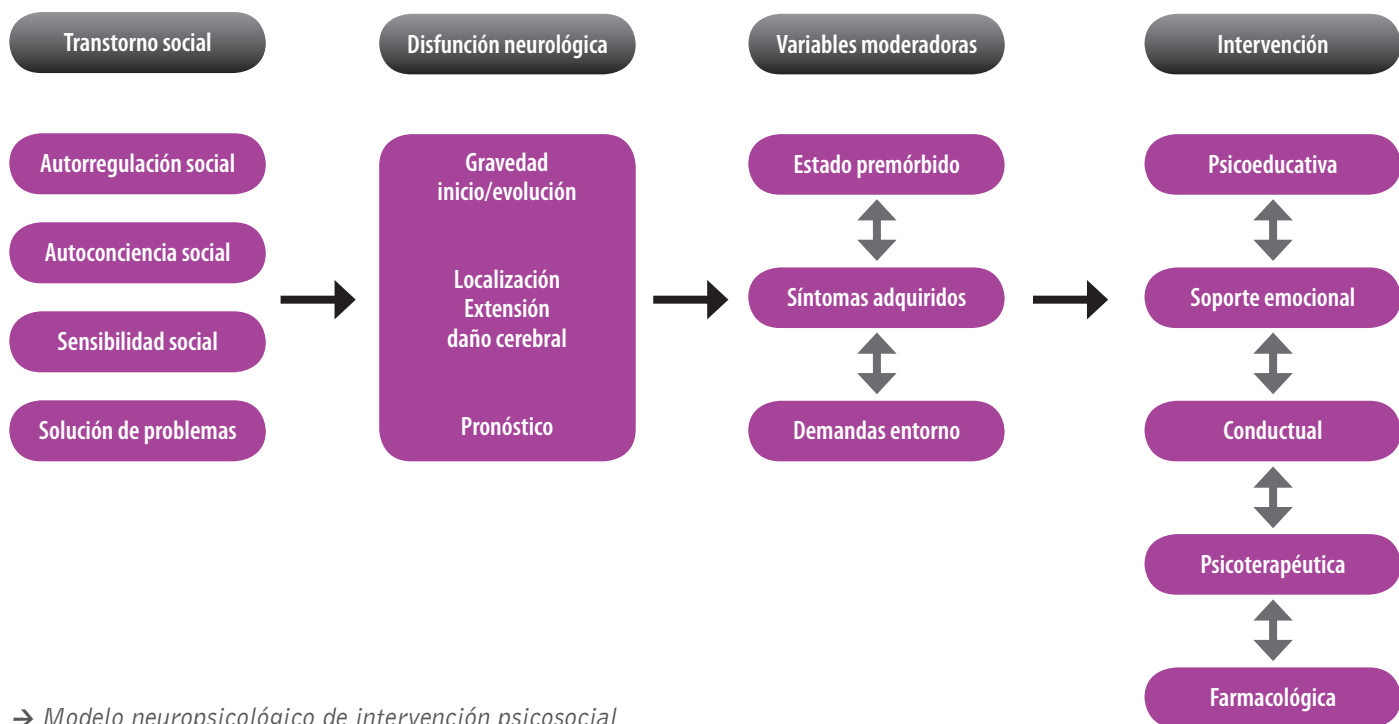 Transtorno social
Disfunción neurológica
Variables moderadoras
Intervención
Autorregulación social
Autoconciencia social
Sensibilidad social
Solución de problemas
Gravedad
inicio/evolución
Localización
Extensión
daño cerebral
Pronóstico
Estado premórbido
Síntomas adquiridos
Demandas entorno
Psicoeducativa
Soporte emocional
Conductual
Psicoterapéutica
Farmacológica
→ Modelo neuropsicológico de intervención psicosocial